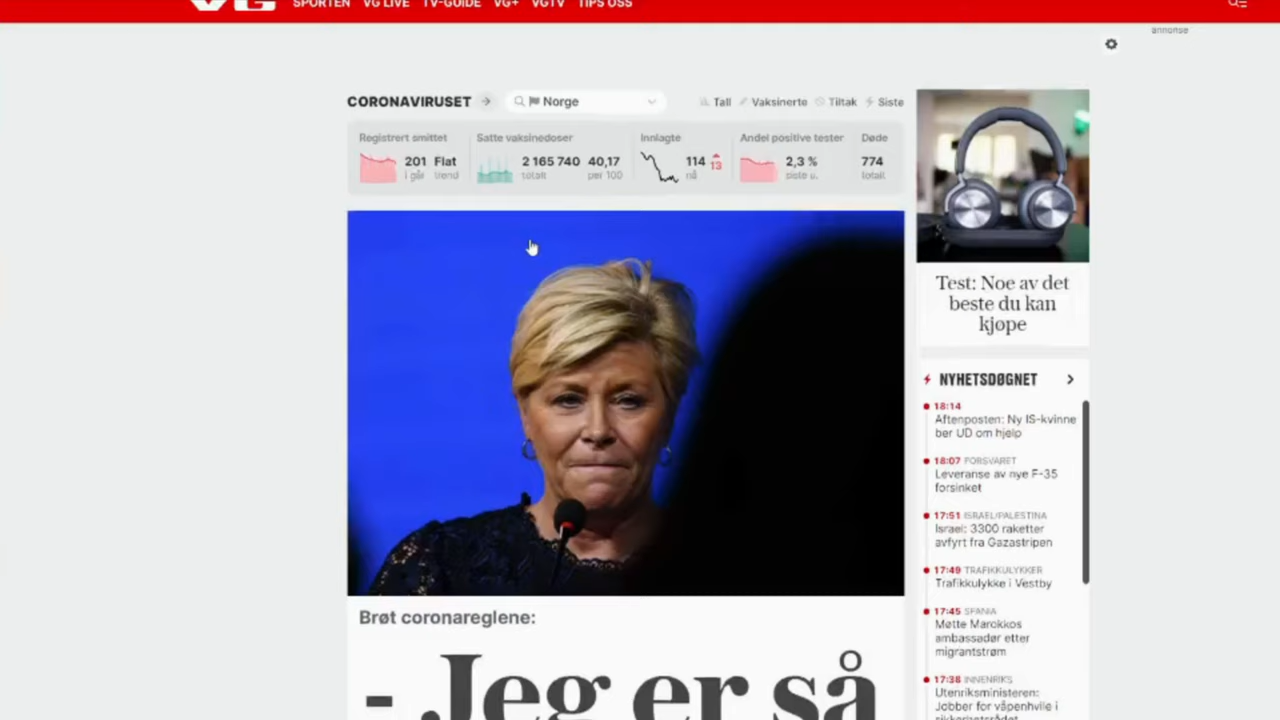 VG SPORTEN VG LIVE TV-GUIDE VG+ VGTV TIPS OSS
annonse
CORONAVIRUSET Norge Tall Vaksinerte Tiltak Siste
Registrert smittet Satte vaksinedoser Innlagte Andel positive tester Døde
201 Flat 2 165 740 40,17 114 13 2,3 % 774
i går trend totalt per 100 nå siste u. totalt
Test: Noe av det
beste du kan
kjøpe
NYHETSDØGNET
18:14
Aftenposten: Ny IS-kvinne
ber UD om hjelp
18:07 FORSVARET
Leveranse av nye F-35
forsinket
17:51 ISRAEL/PALESTINA
Israel: 3300 raketter
avfyrt fra Gazastripen
17:49 TRAFIKKULYKKER
Trafikkulykke i Vestby
17:45 SPANIA
Møtte Marokkos
ambassadør etter
migrantstrøm
17:38 INNENRIKS
Utenriksministeren:
Jobber for våpenhvile i
sikkerhetsrådet
Brøt coronareglene:
- Jeg er så